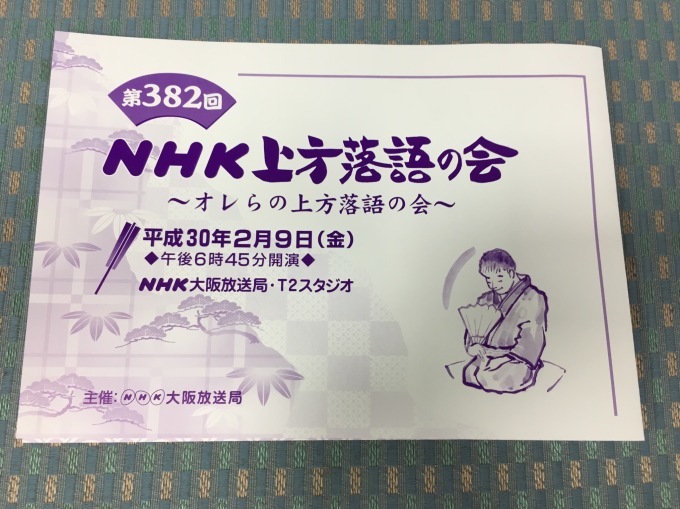 第382回
NHK上方落語の会
～オレらの上方落語の会～
平成30年2月9日(金)
◆午後6時45分開演◆
NHK大阪放送局・T2スタジオ
主催:NHK大阪放送局